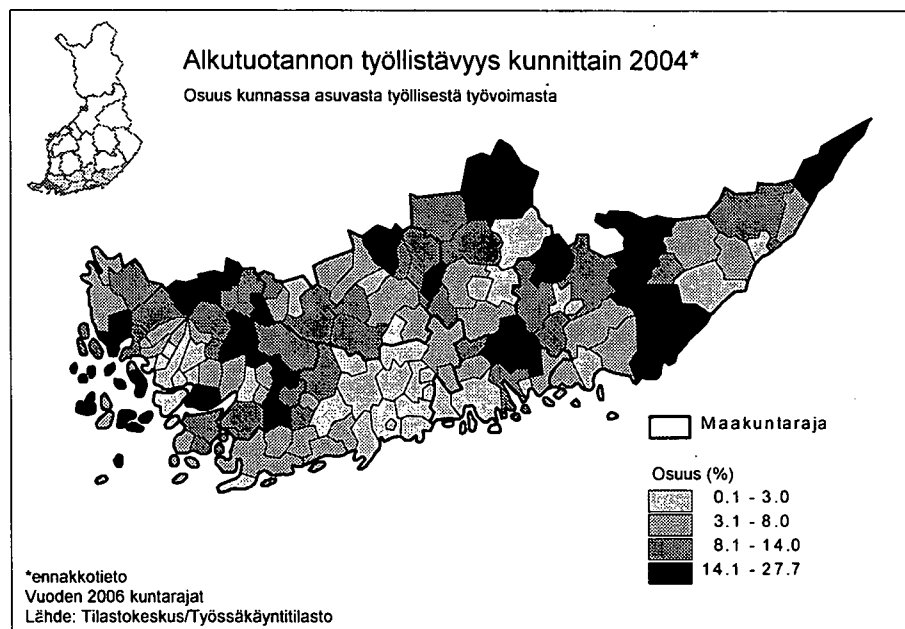 Alkutuotannon työllistävyys kunnittain 2004*
Osuus kunnassa asuvasta työllisestä työvoimasta
Maakuntaraja
Osuus (%)
0.1 - 3.0
3.1 - 8.0
8.1 - 14.0
14.1 - 27.7
*ennakkotieto
Vuoden 2006 kuntarajat
Lähde: Tilastokeskus/Työssäkäyntitilasto